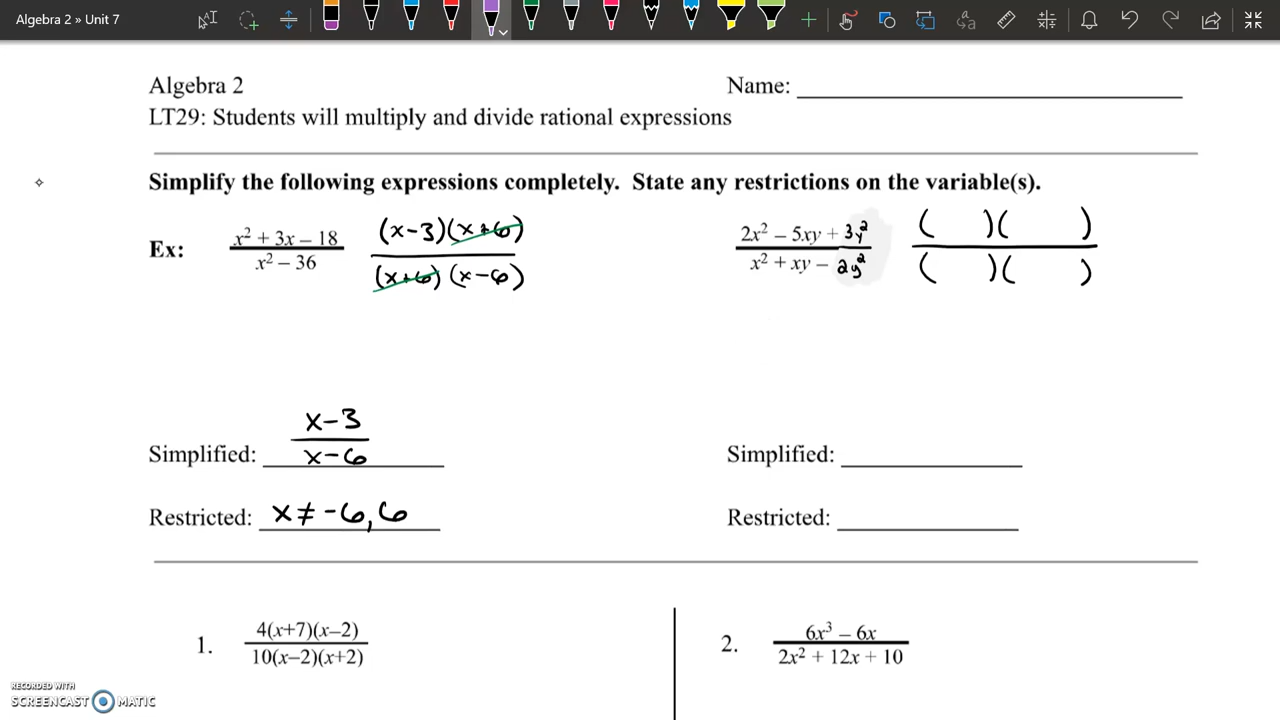 Algebra 2 » Unit 7
Algebra 2 Name:
LT29: Students will multiply and divide rational expressions
Simplify the following expressions completely. State any restrictions on the variable(s).
Ex:
x² + 3x – 18
x² – 36
(x-3)(x+6)
(x+6)(x-6)
2x² – 5xy + 3y²
x² + xy – 2y²
( )( )
( )( )
x-3
x-6
Simplified:
Restricted: x≠-6,6
Simplified:
Restricted:
1.
4(x+7)(x–2)
10(x–2)(x+2)
2.
6x³ – 6x
2x² + 12x + 10
RECORDED WITH
SCREENCAST MATIC